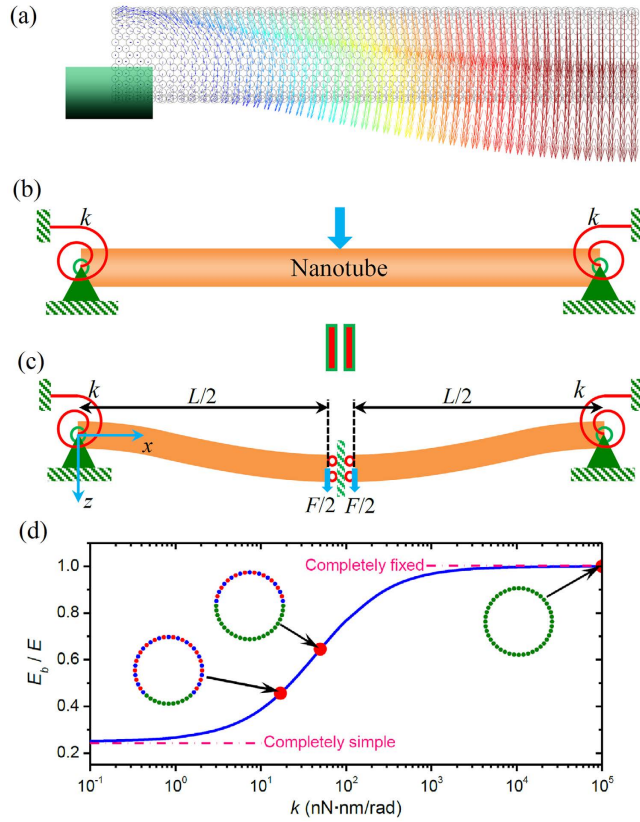 (a)
(b)
k
k
Nanotube
(c)
k
L/2
L/2
k
x
z
F/2
F/2
(d)
1.0
0.8
0.6
0.4
0.2
E_b / E
Completely fixed
Completely simple
10⁻¹
10⁰
10¹
10²
10³
10⁴
10⁵
k (nN·nm/rad)